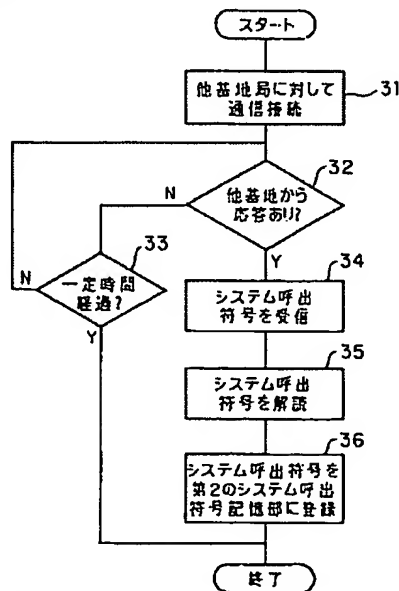 スタート
他基地局に対して
通信接続
31
32
他基地から
応答あり?
N
Y
33
一定時間
経過?
N
Y
34
システム呼出
符号を受信
35
システム呼出
符号を解読
36
システム呼出符号を
第2のシステム呼出
符号記憶部に登録
終了